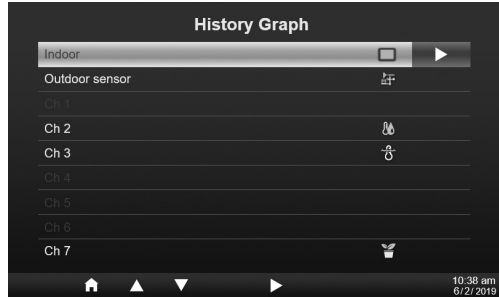 History Graph
Indoor
Outdoor sensor
Ch 1
Ch 2
Ch 3
Ch 4
Ch 5
Ch 6
Ch 7
10:38 am
6/2/2019